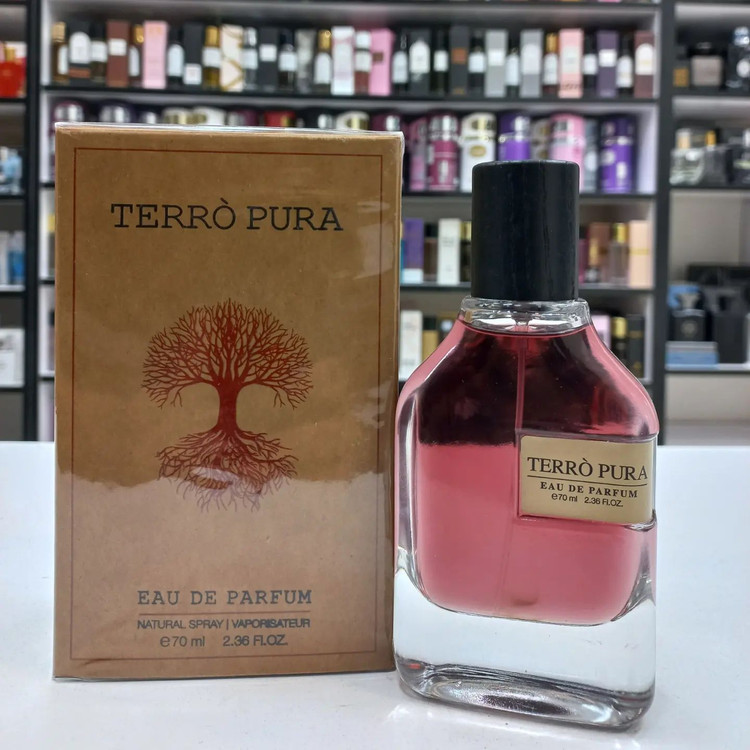 TERRÒ PURA
EAU DE PARFUM
NATURAL SPRAY | VAPORISATEUR
℮70 ml 2.36 FL.OZ.
TERRÒ PURA
EAU DE PARFUM
℮70 ml 2.36 FL.OZ.